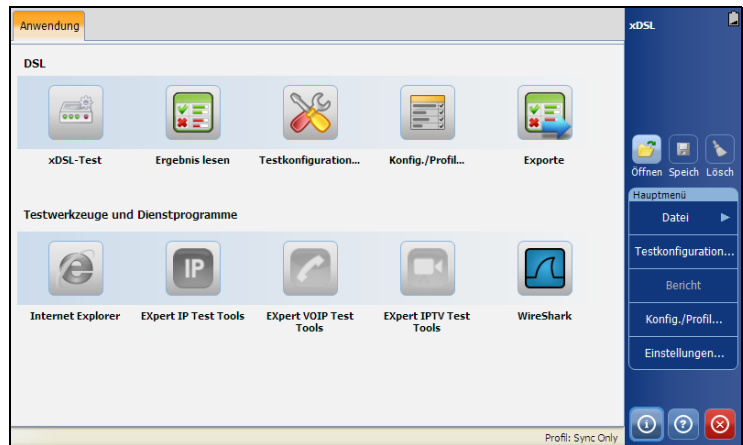 Anwendung
DSL
xDSL-Test
Ergebnis lesen
Testkonfiguration...
Konfig./Profil...
Exporte
Testwerkzeuge und Dienstprogramme
IP
Internet Explorer
EXpert IP Test Tools
EXpert VOIP Test
Tools
EXpert IPTV Test
Tools
WireShark
Profil: Sync Only
xDSL
Öffnen
Speich
Lösch
Hauptmenü
Datei
Testkonfiguration...
Bericht
Konfig./Profil...
Einstellungen...